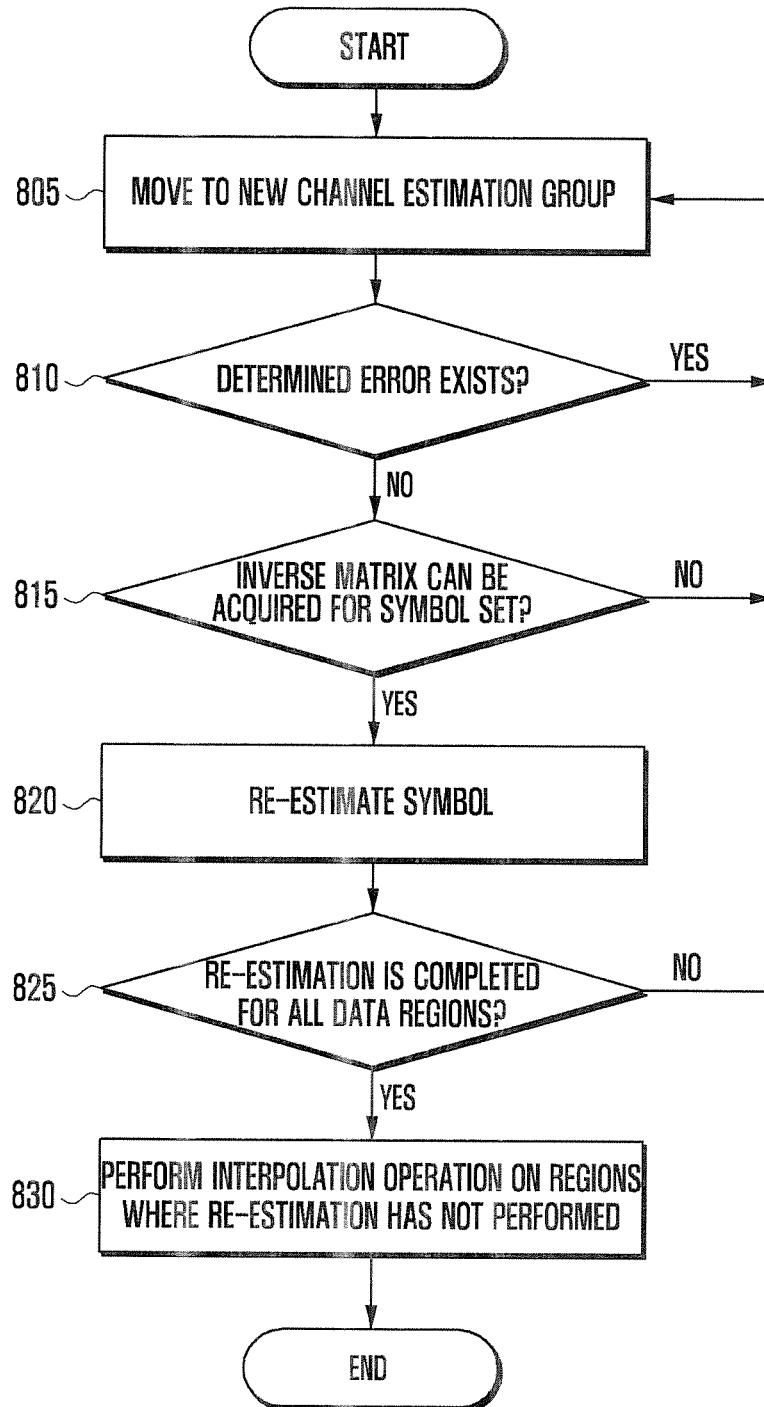 START
805
MOVE TO NEW CHANNEL ESTIMATION GROUP
810
DETERMINED ERROR EXISTS?
YES
NO
815
INVERSE MATRIX CAN BE
ACQUIRED FOR SYMBOL SET?
NO
YES
820
RE-ESTIMATE SYMBOL
825
RE-ESTIMATION IS COMPLETED
FOR ALL DATA REGIONS?
NO
YES
830
PERFORM INTERPOLATION OPERATION ON REGIONS
WHERE RE-ESTIMATION HAS NOT PERFORMED
END